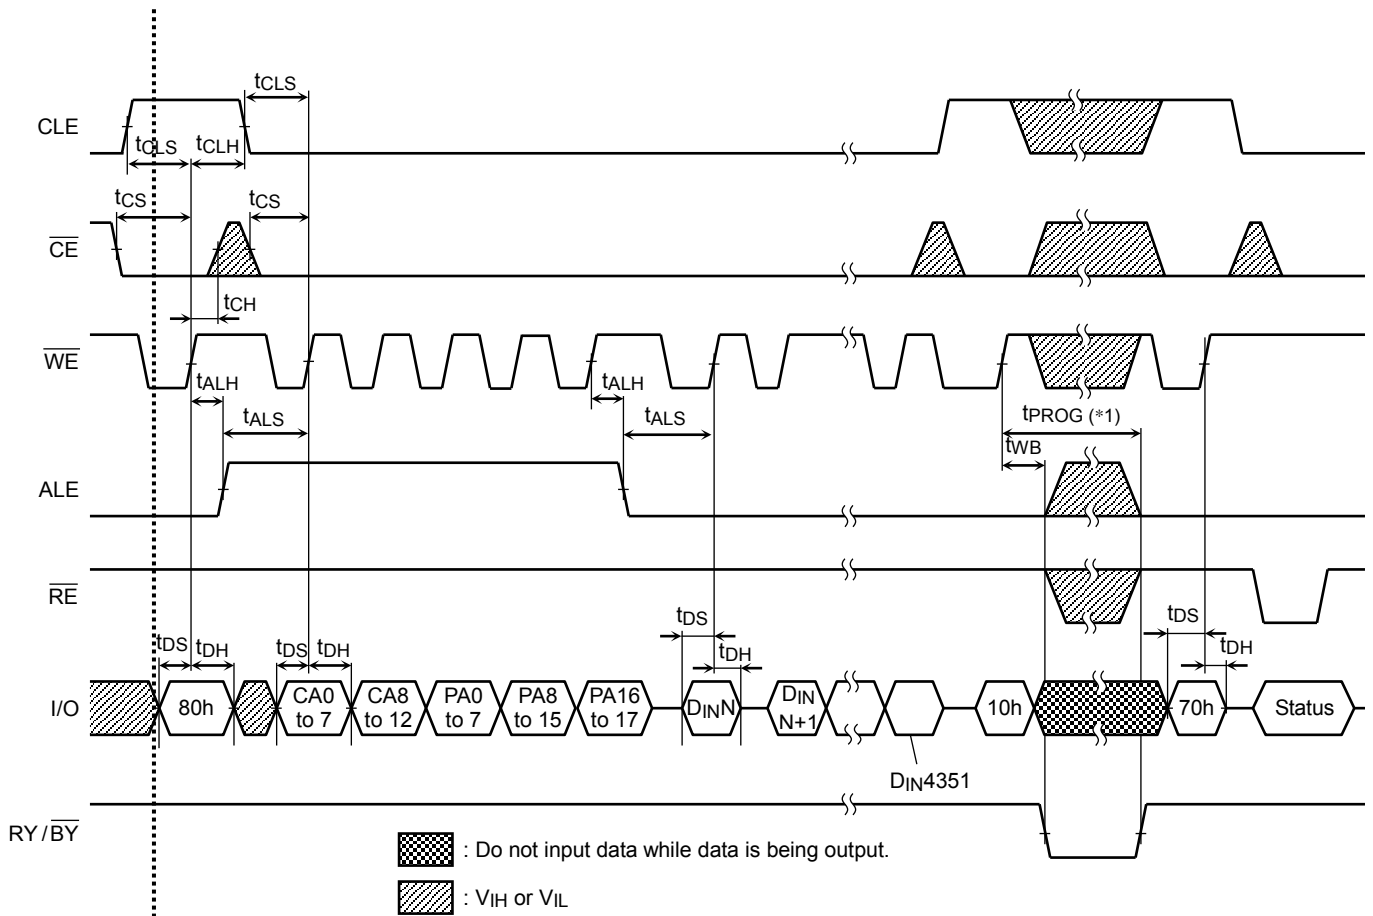 tCLS
CLE
tCLS
tCLH
tCS
tCS
CE
tCH
WE
tALH
tALH
tALS
tALS
tPROG (*1)
tWB
ALE
RE
tDS
tDH
tDS
tDH
tDS
tDH
tDS
tDH
I/O
80h
CA0
to 7
CA8
to 12
PA0
to 7
PA8
to 15
PA16
to 17
DINN
DIN
N+1
10h
70h
Status
DIN4351
RY/BY
: Do not input data while data is being output.
: VIH or VIL